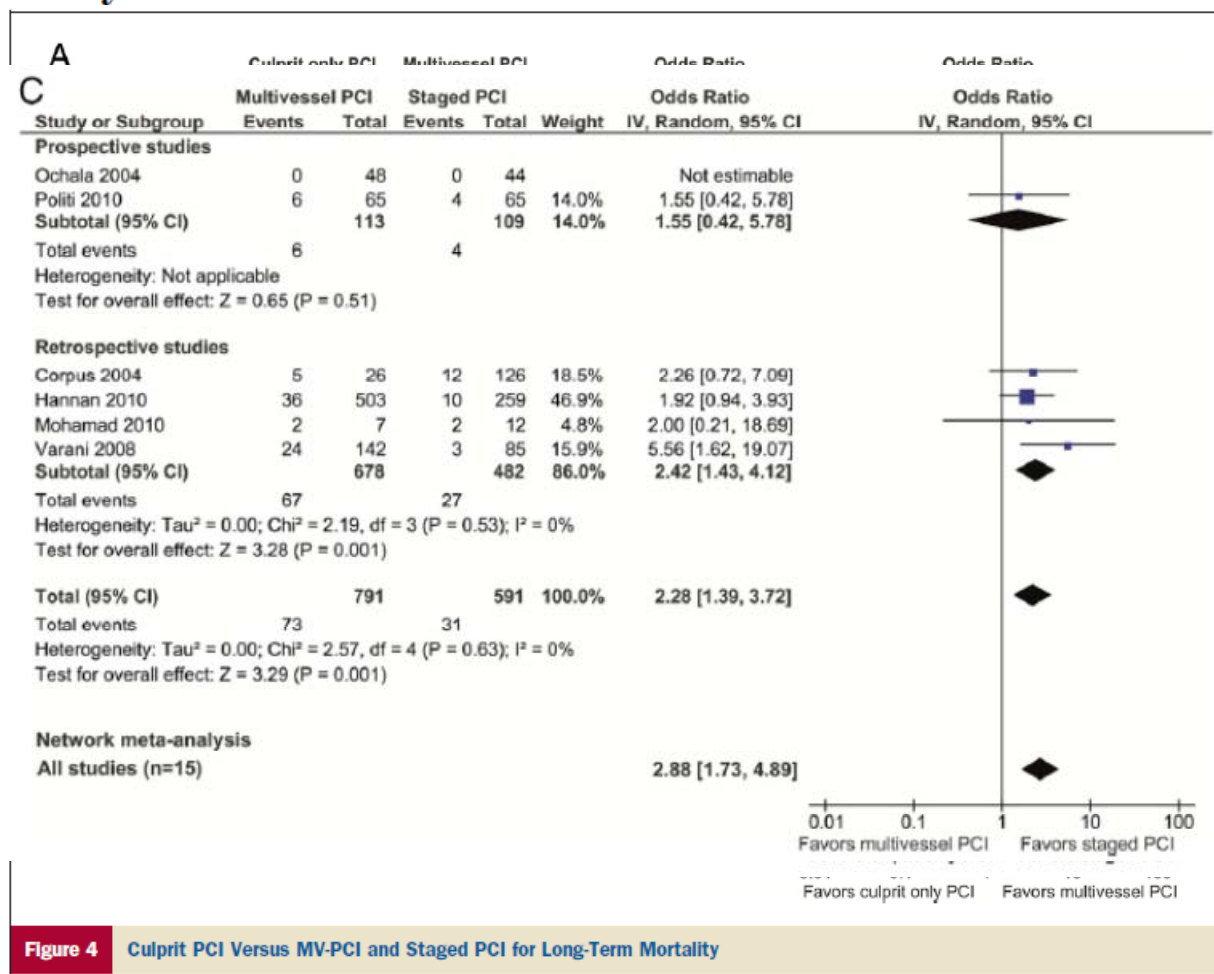 A
Culprit only PCI Multivessel PCI Odds Ratio Odds Ratio
C
Multivessel PCI Staged PCI Odds Ratio Odds Ratio
Study or Subgroup Events Total Events Total Weight IV, Random, 95% CI IV, Random, 95% CI
Prospective studies
Ochala 2004 0 48 0 44 Not estimable
Politi 2010 6 65 4 65 14.0% 1.55 [0.42, 5.78]
Subtotal (95% CI) 113 109 14.0% 1.55 [0.42, 5.78]
Total events 6 4
Heterogeneity: Not applicable
Test for overall effect: Z = 0.65 (P = 0.51)
Retrospective studies
Corpus 2004 5 26 12 126 18.5% 2.26 [0.72, 7.09]
Hannan 2010 36 503 10 259 46.9% 1.92 [0.94, 3.93]
Mohamad 2010 2 7 2 12 4.8% 2.00 [0.21, 18.69]
Varani 2008 24 142 3 85 15.9% 5.56 [1.62, 19.07]
Subtotal (95% CI) 678 482 86.0% 2.42 [1.43, 4.12]
Total events 67 27
Heterogeneity: Tau² = 0.00; Chi² = 2.19, df = 3 (P = 0.53); I² = 0%
Test for overall effect: Z = 3.28 (P = 0.001)
Total (95% CI) 791 591 100.0% 2.28 [1.39, 3.72]
Total events 73 31
Heterogeneity: Tau² = 0.00; Chi² = 2.57, df = 4 (P = 0.63); I² = 0%
Test for overall effect: Z = 3.29 (P = 0.001)
Network meta-analysis
All studies (n=15) 2.88 [1.73, 4.89]
0.01 0.1 1 10 100
Favors multivessel PCI Favors staged PCI
Favors culprit only PCI Favors multivessel PCI
Figure 4 Culprit PCI Versus MV-PCI and Staged PCI for Long-Term Mortality